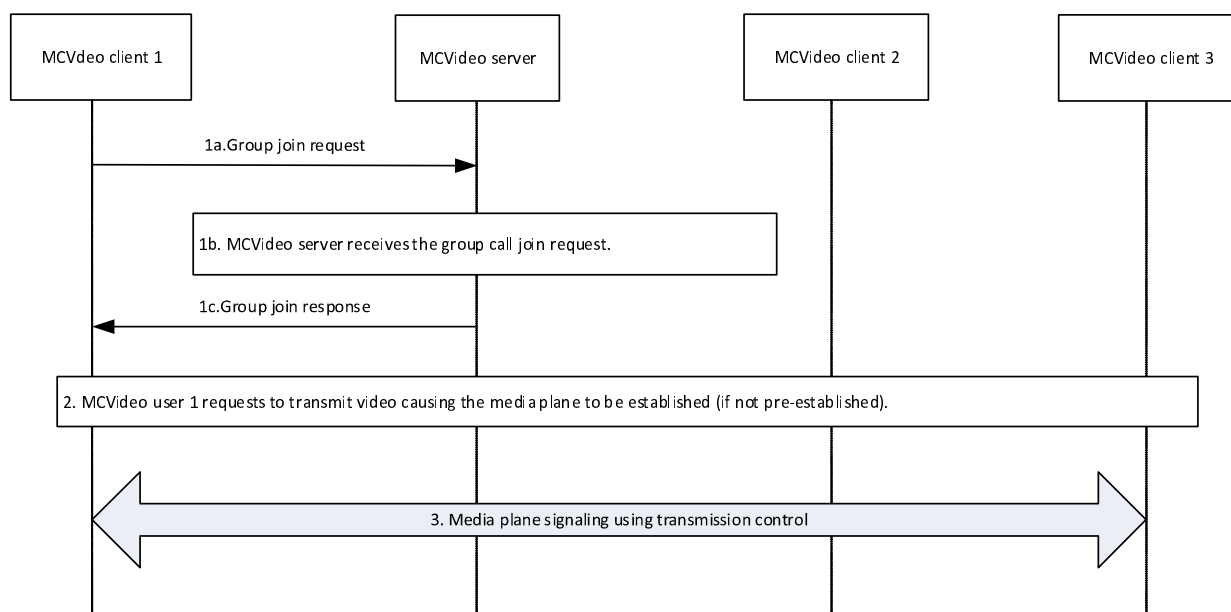 MCVdeo client 1
MCVideo server
MCVideo client 2
MCVideo client 3
1a.Group join request
1b. MCVideo server receives the group call join request.
1c.Group join response
2. MCVideo user 1 requests to transmit video causing the media plane to be established (if not pre-established).
3. Media plane signaling using transmission control